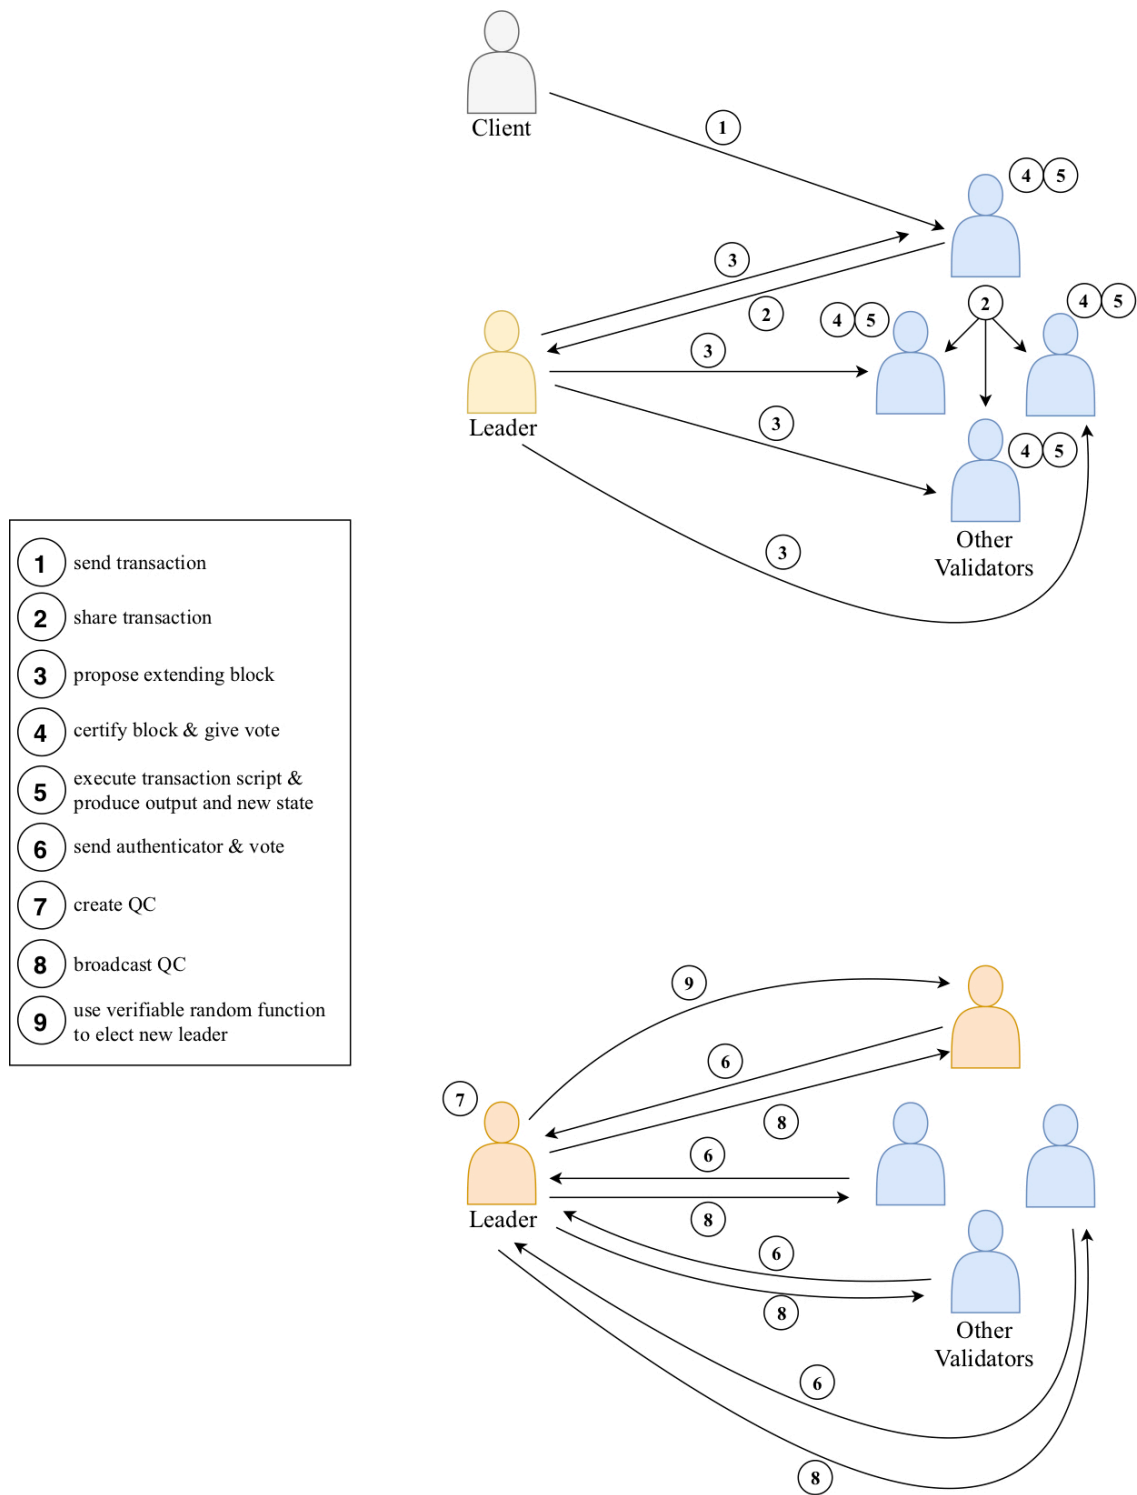 Client
1
4 5
3
2
2
4 5
4 5
3
Leader
3
4 5
Other
Validators
3
1 send transaction
2 share transaction
3 propose extending block
4 certify block & give vote
5 execute transaction script &
produce output and new state
6 send authenticator & vote
7 create QC
8 broadcast QC
9 use verifiable random function
to elect new leader
9
6
7
8
6
Leader
8
6
8
Other
Validators
6
8